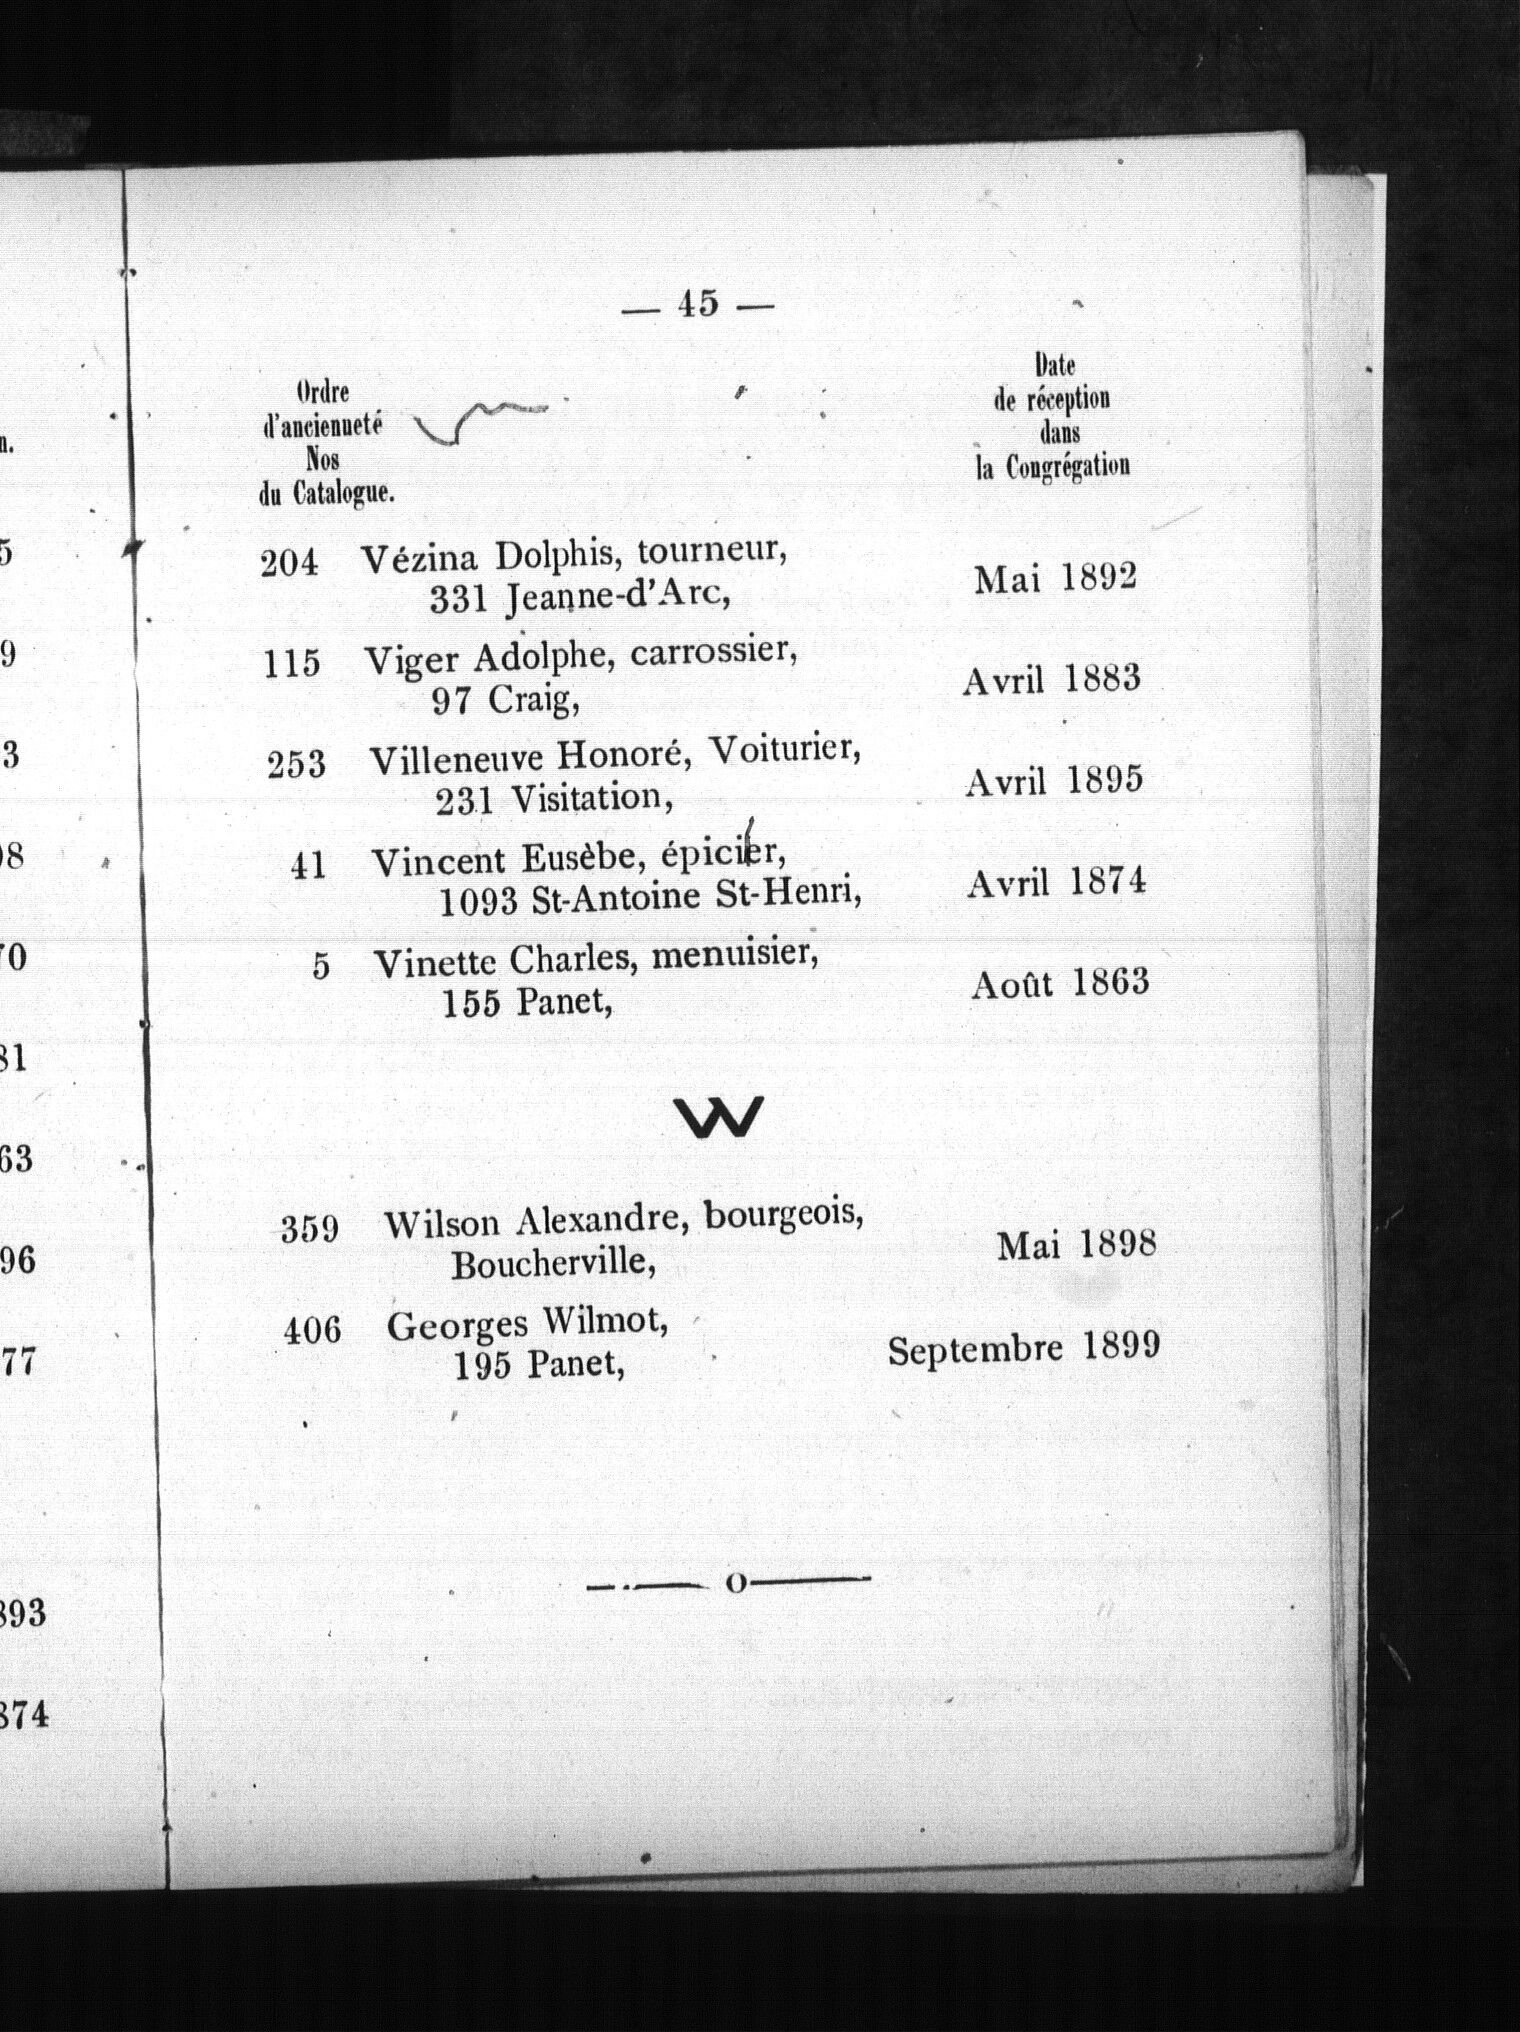 — 45 —
Ordre
d'ancienneté
Nos
du Catalogue.
Date
de réception
dans
la Congrégation
204 Vézina Dolphis, tourneur,
331 Jeanne-d'Arc, Mai 1892
115 Viger Adolphe, carrossier,
97 Craig, Avril 1883
253 Villeneuve Honoré, Voiturier,
231 Visitation, Avril 1895
41 Vincent Eusèbe, épicier,
1093 St-Antoine St-Henri, Avril 1874
5 Vinette Charles, menuisier,
155 Panet, Août 1863
W
359 Wilson Alexandre, bourgeois,
Boucherville, Mai 1898
406 Georges Wilmot,
195 Panet, Septembre 1899